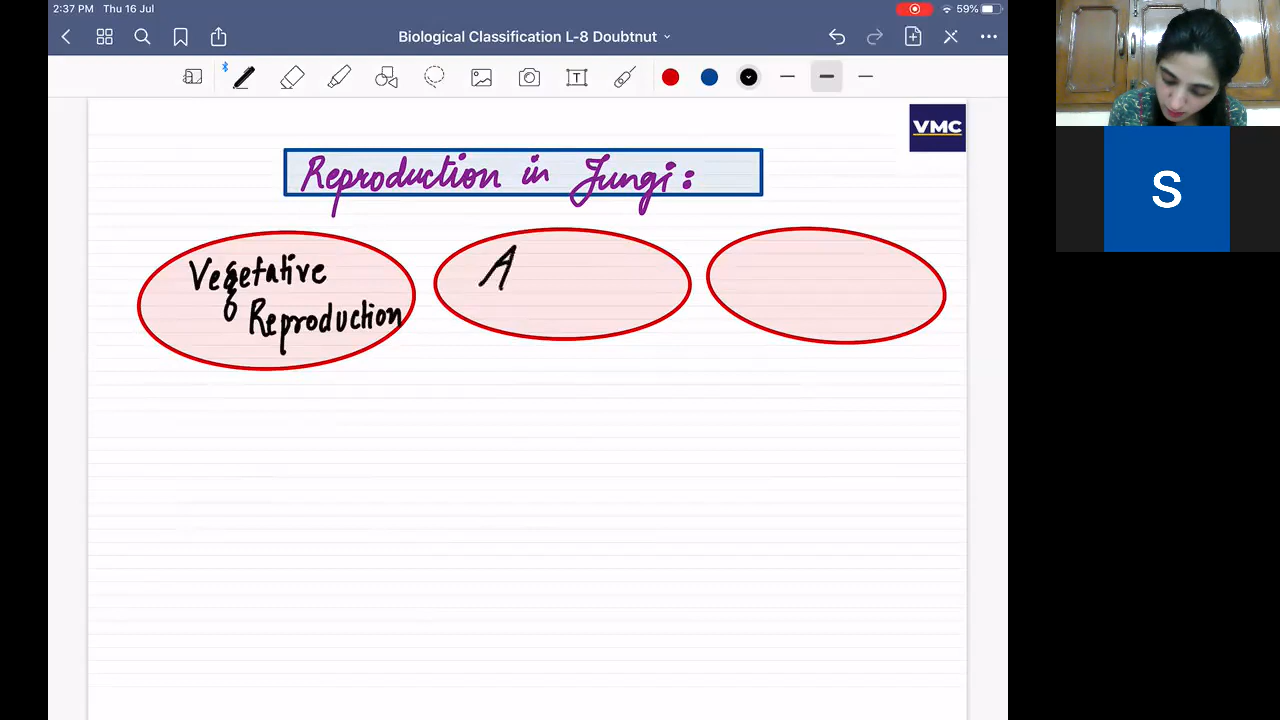 2:37 PM Thu 16 Jul
59%
Biological Classification L-8 Doubtnut
T
VMC
Reproduction in Fungi:
Vegetative
Reproduction
A
S